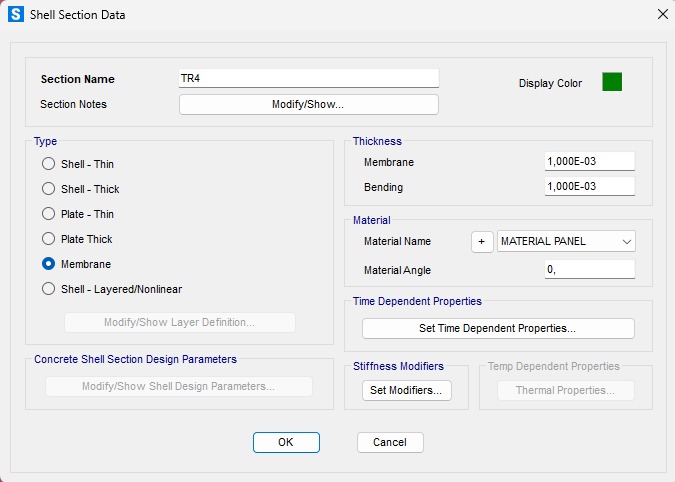 S Shell Section Data
Section Name TR4
Display Color
Section Notes Modify/Show...
Type
Shell - Thin
Shell - Thick
Plate - Thin
Plate Thick
Membrane
Shell - Layered/Nonlinear
Modify/Show Layer Definition...
Concrete Shell Section Design Parameters
Modify/Show Shell Design Parameters...
Thickness
Membrane 1,000E-03
Bending 1,000E-03
Material
Material Name + MATERIAL PANEL
Material Angle 0,
Time Dependent Properties
Set Time Dependent Properties...
Stiffness Modifiers
Set Modifiers...
Temp Dependent Properties
Thermal Properties...
OK Cancel